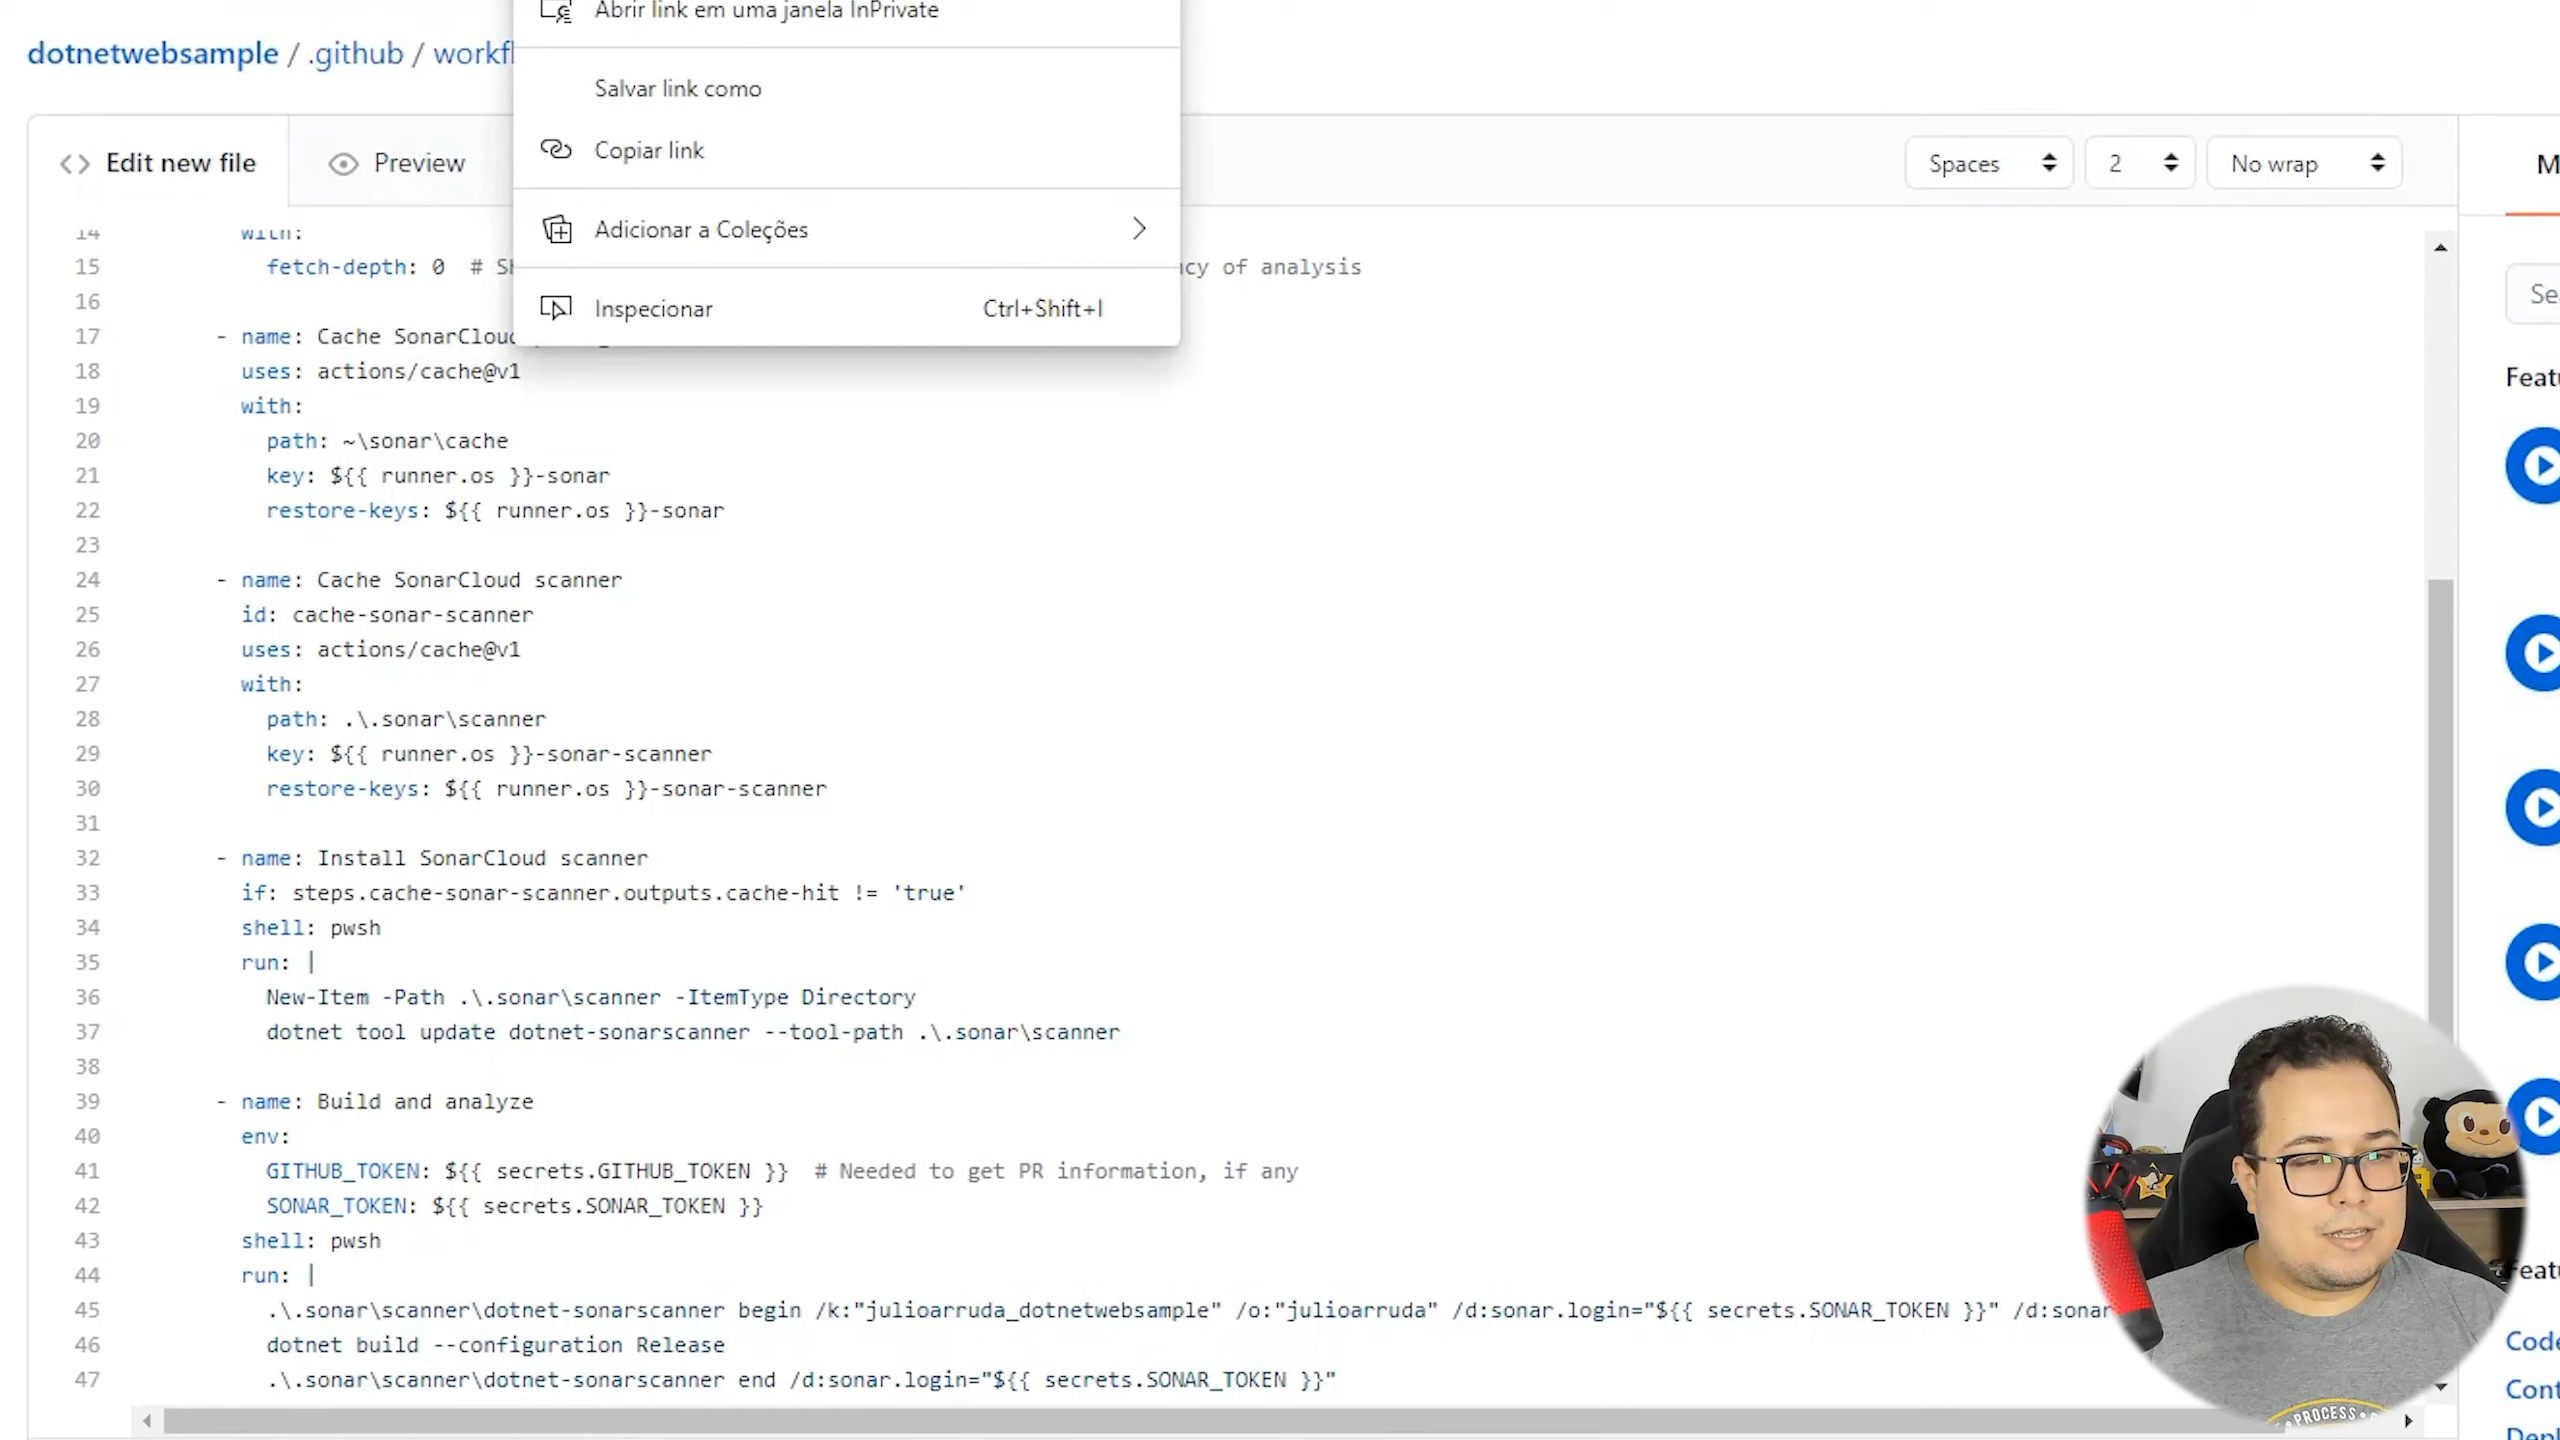 Abrir link em uma janela InPrivate
dotnetwebsample / .github /
Salvar link como
Copiar link
Edit new file
Preview
Spaces
2
No wrap
Adicionar a Coleções
14 with:
15 fetch-depth: 0 # of analysis
Inspecionar Ctrl+Shift+I
16
17 - name: Cache SonarCloud
18 uses: actions/cache@v1
19 with:
20 path: ~\sonar\cache
21 key: ${{ runner.os }}-sonar
22 restore-keys: ${{ runner.os }}-sonar
23
24 - name: Cache SonarCloud scanner
25 id: cache-sonar-scanner
26 uses: actions/cache@v1
27 with:
28 path: .\.sonar\scanner
29 key: ${{ runner.os }}-sonar-scanner
30 restore-keys: ${{ runner.os }}-sonar-scanner
31
32 - name: Install SonarCloud scanner
33 if: steps.cache-sonar-scanner.outputs.cache-hit != 'true'
34 shell: pwsh
35 run: |
36 New-Item -Path .\.sonar\scanner -ItemType Directory
37 dotnet tool update dotnet-sonarscanner --tool-path .\.sonar\scanner
38
39 - name: Build and analyze
40 env:
41 GITHUB_TOKEN: ${{ secrets.GITHUB_TOKEN }} # Needed to get PR information, if any
42 SONAR_TOKEN: ${{ secrets.SONAR_TOKEN }}
43 shell: pwsh
44 run: |
45 .\.sonar\scanner\dotnet-sonarscanner begin /k:"julioarruda_dotnetwebsample" /o:"julioarruda" /d:sonar.login="${{ secrets.SONAR_TOKEN }}" /d:sonar
46 dotnet build --configuration Release
47 .\.sonar\scanner\dotnet-sonarscanner end /d:sonar.login="${{ secrets.SONAR_TOKEN }}"
PROCESS